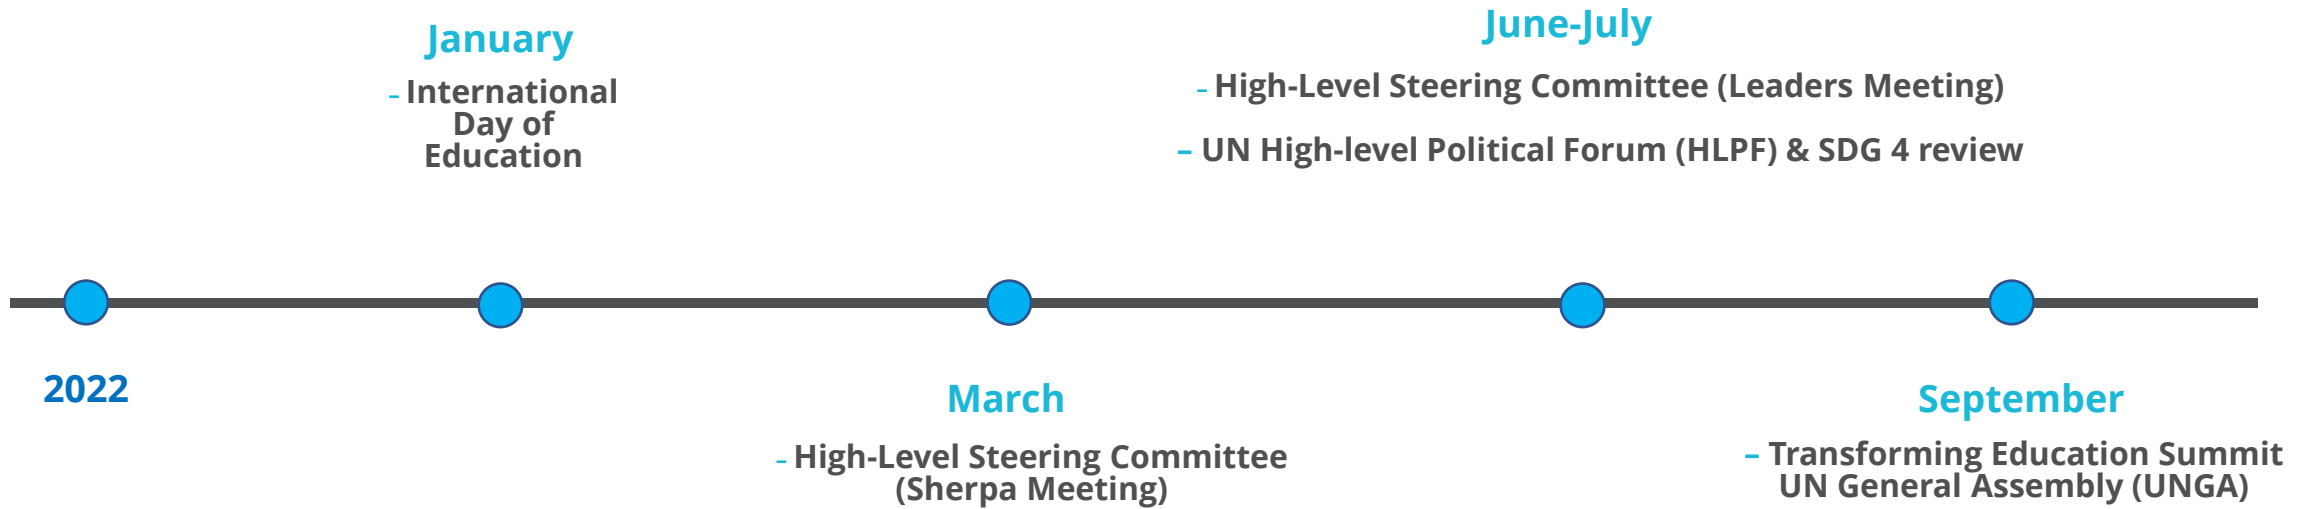 January
– International
Day of
Education
June-July
– High-Level Steering Committee (Leaders Meeting)
– UN High-level Political Forum (HLPF) & SDG 4 review
2022
March
– High-Level Steering Committee
(Sherpa Meeting)
September
– Transforming Education Summit
UN General Assembly (UNGA)